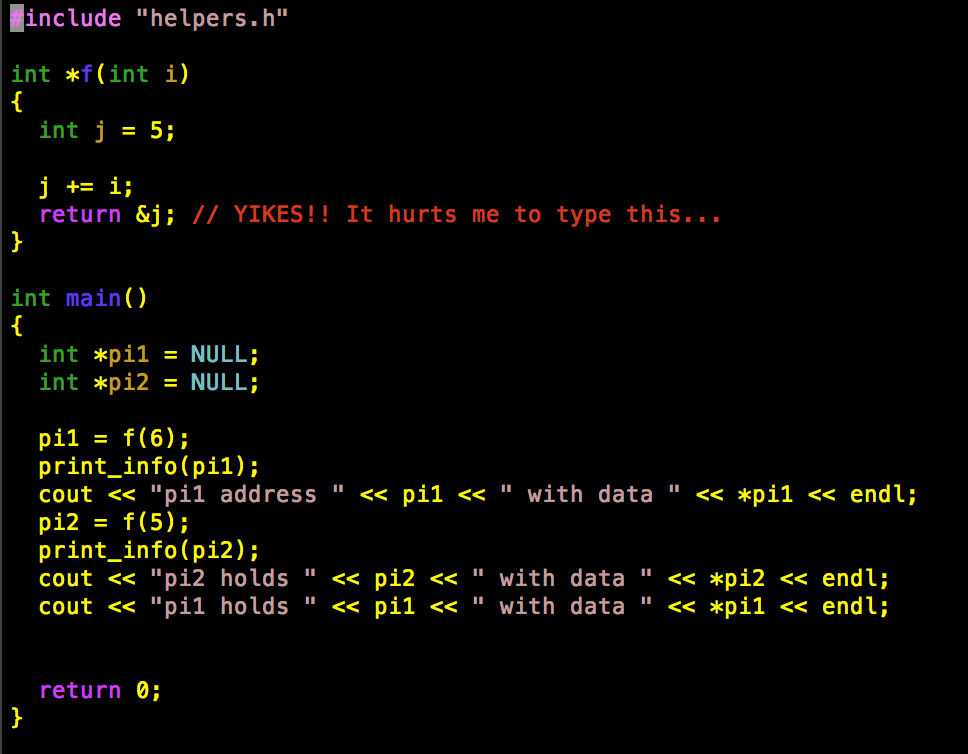 #include "helpers.h"
int *f(int i)
{
int j = 5;
j += i;
return &j; // YIKES!! It hurts me to type this...
}
int main()
{
int *pi1 = NULL;
int *pi2 = NULL;
pi1 = f(6);
print_info(pi1);
cout << "pi1 address " << pi1 << " with data " << *pi1 << endl;
pi2 = f(5);
print_info(pi2);
cout << "pi2 holds " << pi2 << " with data " << *pi2 << endl;
cout << "pi1 holds " << pi1 << " with data " << *pi1 << endl;
return 0;
}